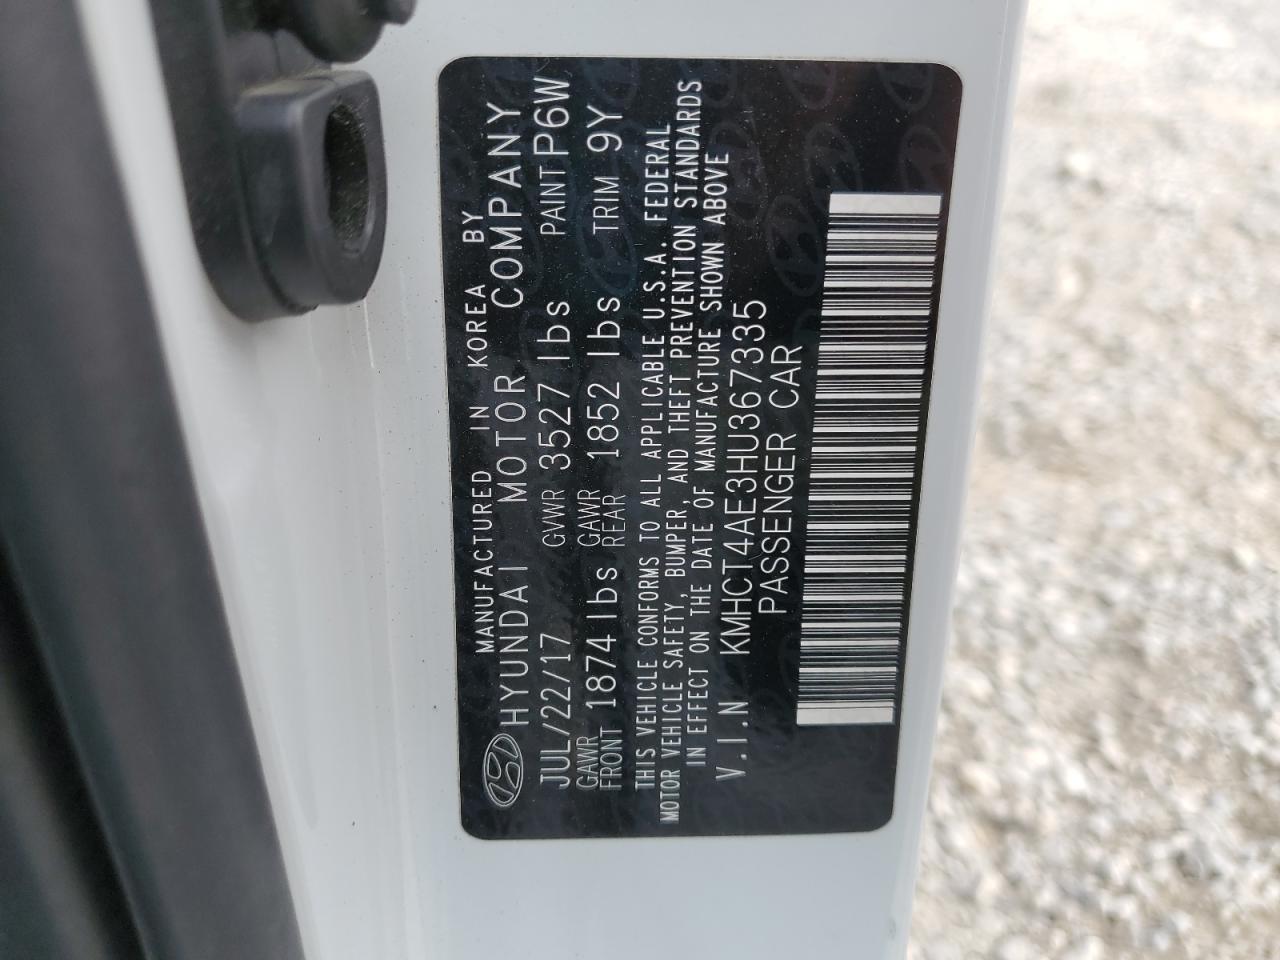 MANUFACTURED IN KOREA BY
HYUNDAI MOTOR COMPANY
JUL/22/17 GVWR 3527 lbs PAINT P6W
GAWR FRONT 1874 lbs GAWR REAR 1852 lbs TRIM 9Y
THIS VEHICLE CONFORMS TO ALL APPLICABLE U.S.A. FEDERAL
MOTOR VEHICLE SAFETY, BUMPER, AND THEFT PREVENTION STANDARDS
IN EFFECT ON THE DATE OF MANUFACTURE SHOWN ABOVE
V.I.N KMHCT4AE3HU367335
PASSENGER CAR